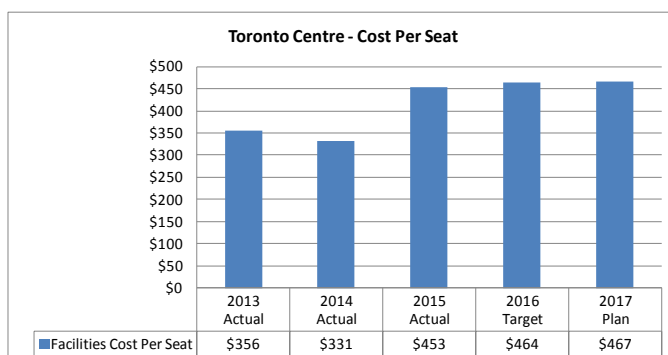 Toronto Centre - Cost Per Seat
$500
$450
$400
$350
$300
$250
$200
$150
$100
$50
$0
2013 2014 2015 2016 2017
Actual Actual Actual Target Plan
Facilities Cost Per Seat $356 $331 $453 $464 $467